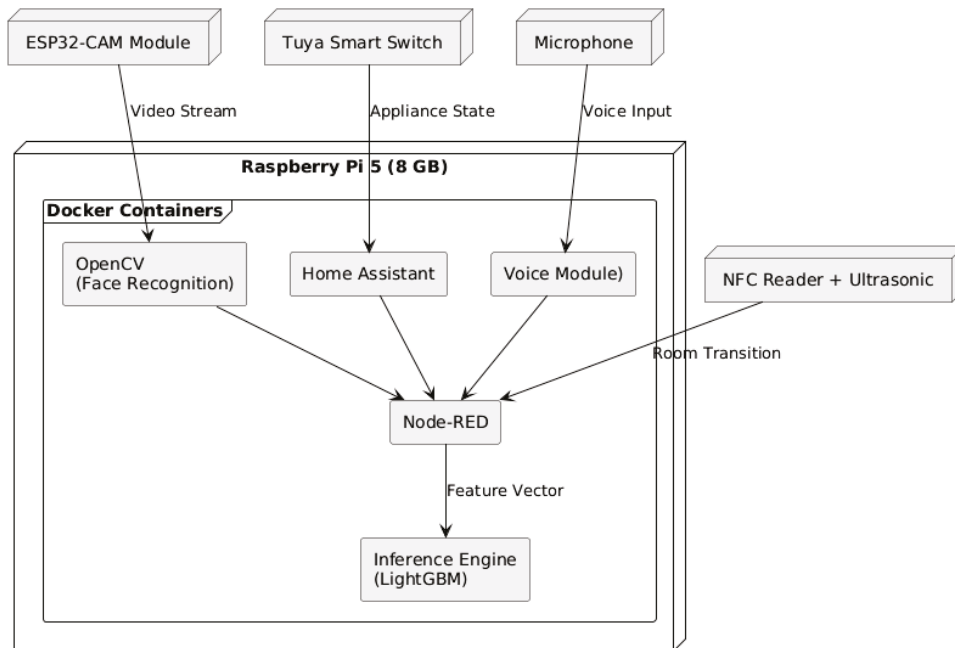 ESP32-CAM Module
Tuya Smart Switch
Microphone
Video Stream
Appliance State
Voice Input
Raspberry Pi 5 (8 GB)
Docker Containers
OpenCV
(Face Recognition)
Home Assistant
Voice Module)
NFC Reader + Ultrasonic
Room Transition
Node-RED
Feature Vector
Inference Engine
(LightGBM)